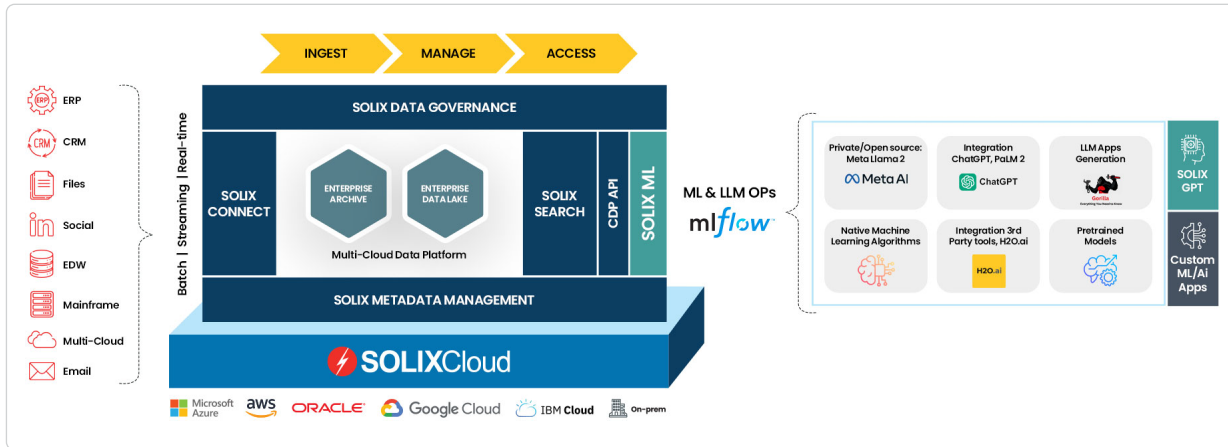 INGEST
MANAGE
ACCESS
ERP
ERP
CRM
CRM
Files
in
Social
EDW
Mainframe
Multi-Cloud
Email
Batch | Streaming | Real-time
SOLIX DATA GOVERNANCE
SOLIX
CONNECT
ENTERPRISE
ARCHIVE
ENTERPRISE
DATA LAKE
Multi-Cloud Data Platform
SOLIX
SEARCH
CDP API
SOLIX ML
SOLIX METADATA MANAGEMENT
SOLIXCloud
Microsoft
Azure
aws
ORACLE
Google Cloud
IBM Cloud
On-prem
ML & LLM OPs
mlflow
Private/Open source:
Meta Llama 2
Meta AI
Integration
ChatGPT, PaLM 2
ChatGPT
LLM Apps
Generation
Gorilla
Native Machine
Learning Algorithms
Integration 3rd
Party tools, H2O.ai
H2O.ai
Pretrained
Models
SOLIX
GPT
Custom
ML/Ai
Apps